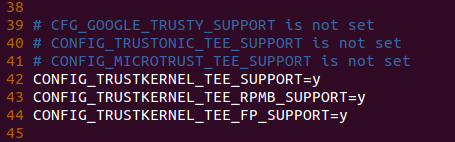 38
39 # CFG_GOOGLE_TRUSTY_SUPPORT is not set
40 # CONFIG_TRUSTONIC_TEE_SUPPORT is not set
41 # CONFIG_MICROTRUST_TEE_SUPPORT is not set
42 CONFIG_TRUSTKERNEL_TEE_SUPPORT=y
43 CONFIG_TRUSTKERNEL_TEE_RPMB_SUPPORT=y
44 CONFIG_TRUSTKERNEL_TEE_FP_SUPPORT=y
45